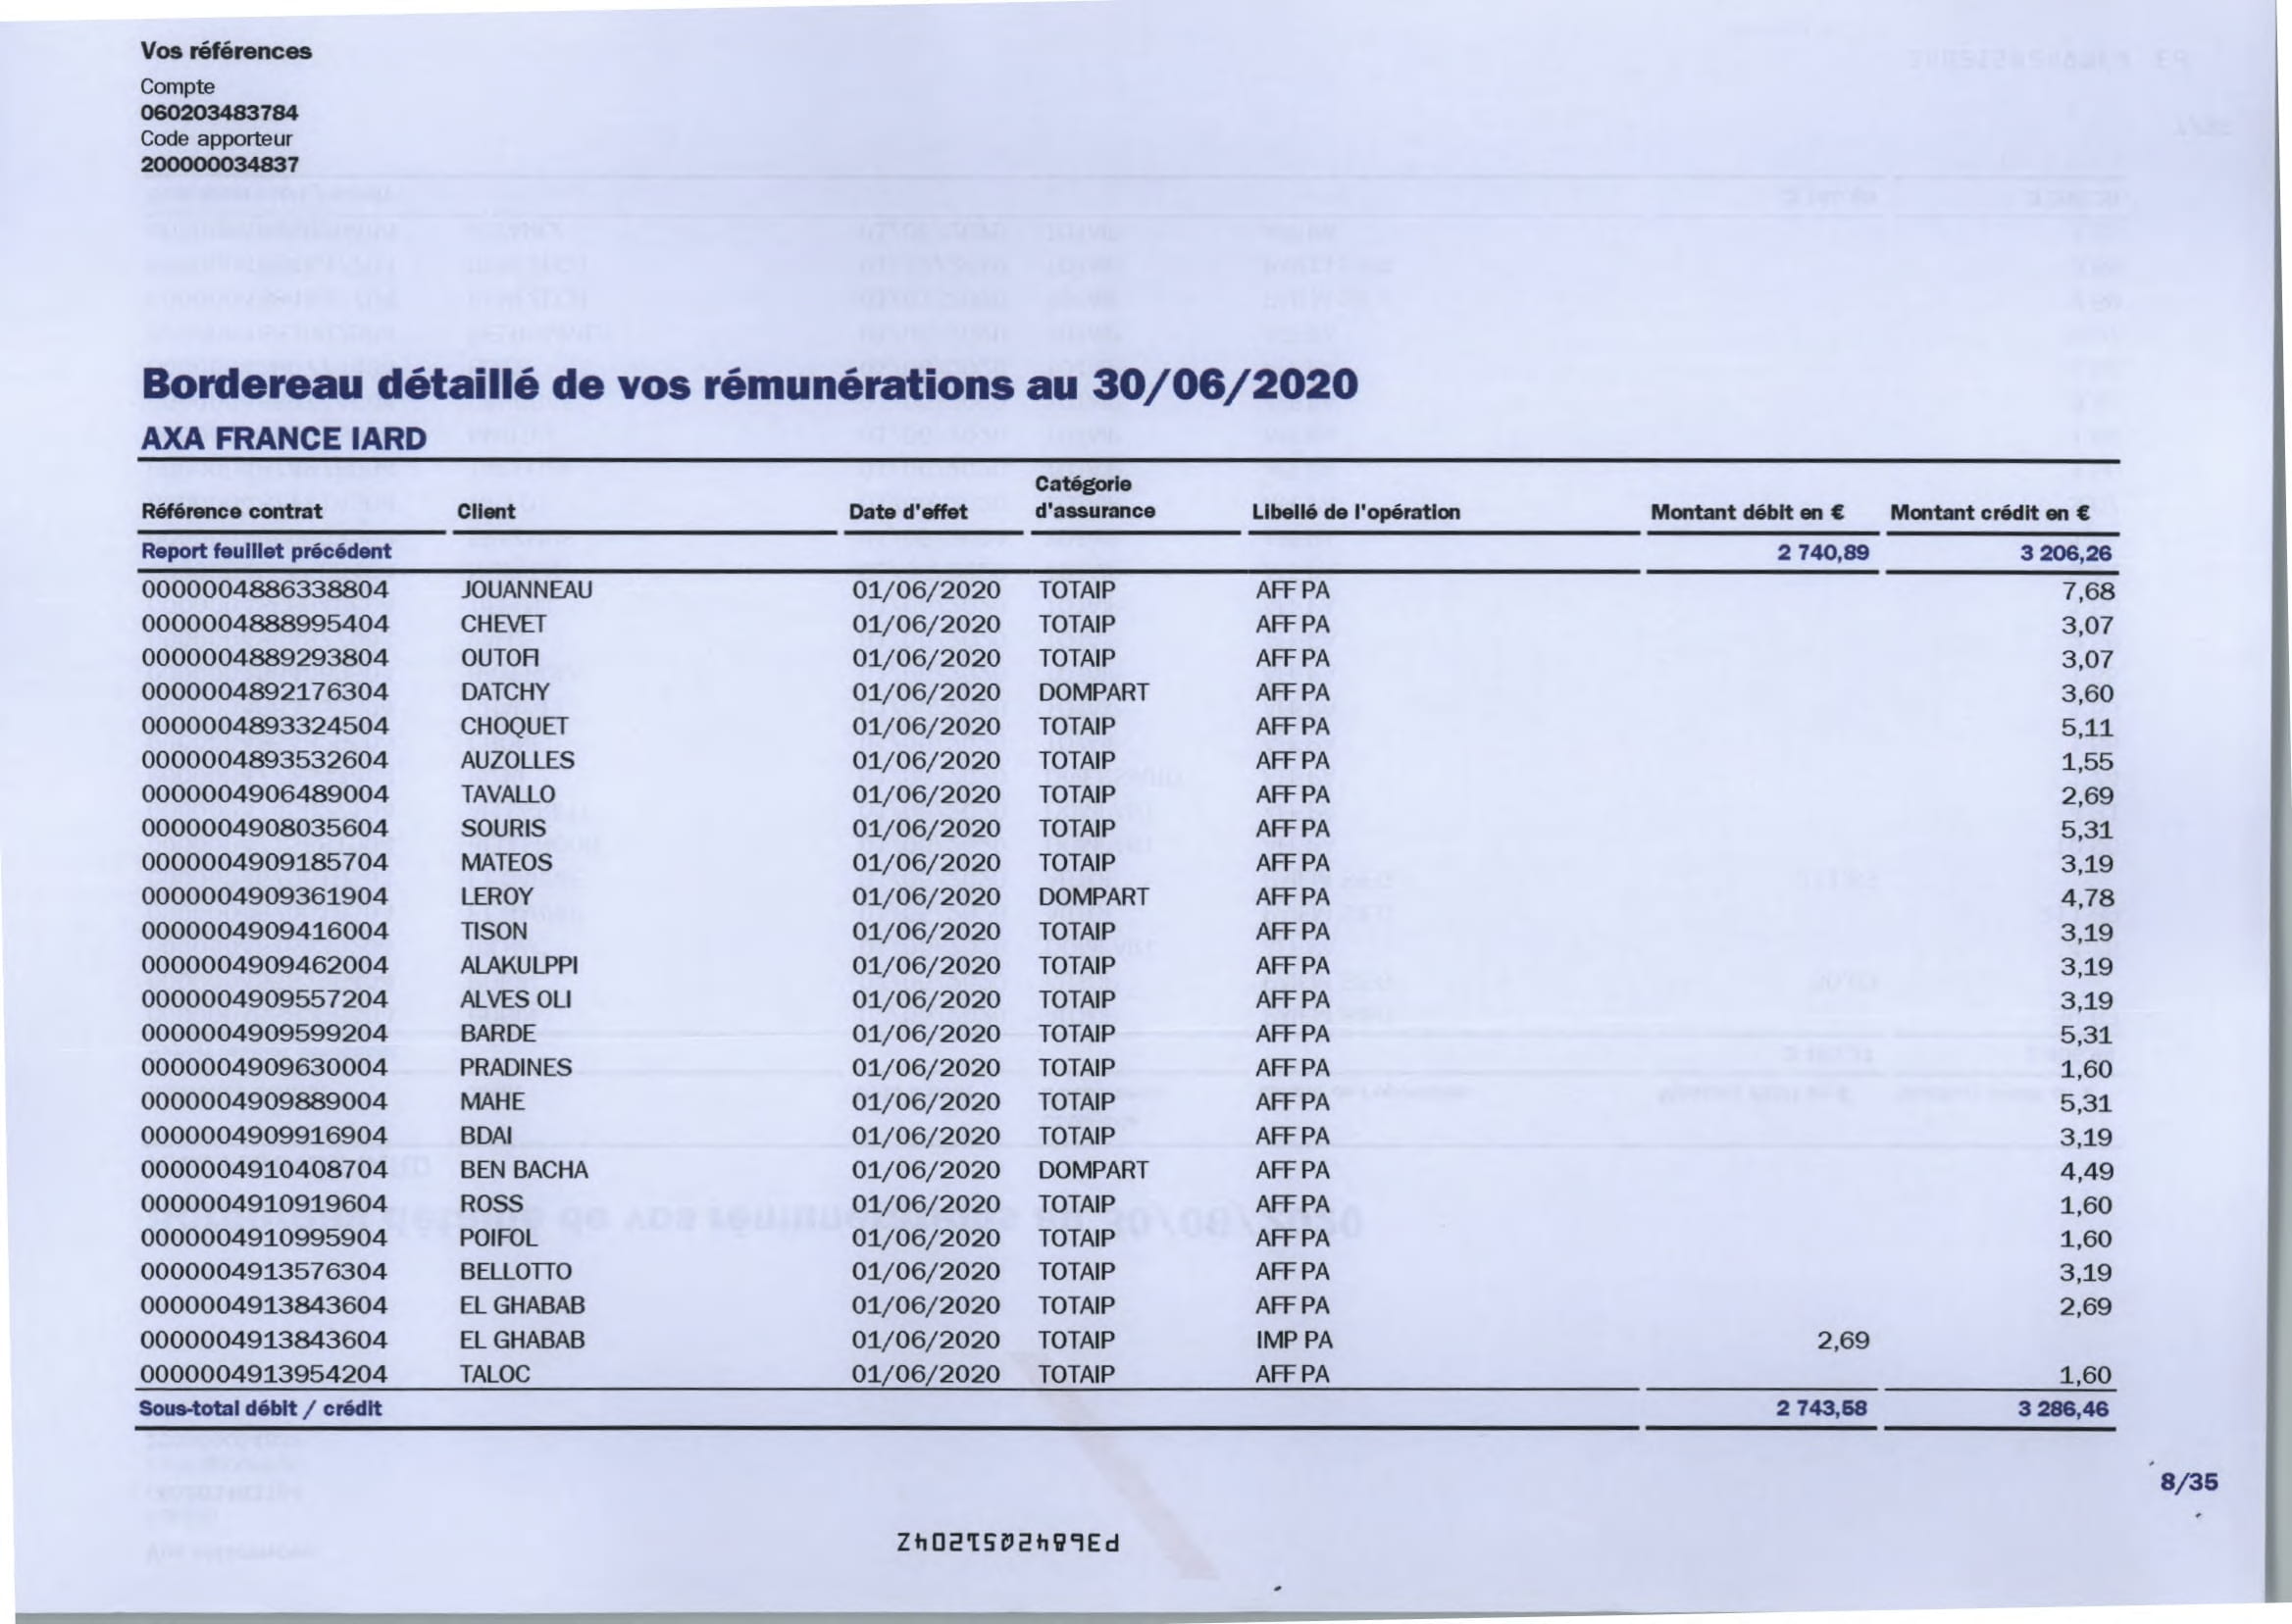 Vos références
Compte
060203483784
Code apporteur
200000034837
Bordereau détaillé de vos rémunérations au 30/06/2020
AXA FRANCE IARD
Référence contrat Client Date d'effet Catégorie d'assurance Libellé de l'opération Montant débit en € Montant crédit en €
Report feuillet précédent 2 740,89 3 206,26
0000004886338804 JOUANNEAU 01/06/2020 TOTAIP AFF PA 7,68
0000004888995404 CHEVET 01/06/2020 TOTAIP AFF PA 3,07
0000004889293804 OUTOFI 01/06/2020 TOTAIP AFF PA 3,07
0000004892176304 DATCHY 01/06/2020 DOMPART AFF PA 3,60
0000004893324504 CHOQUET 01/06/2020 TOTAIP AFF PA 5,11
0000004893532604 AUZOLLES 01/06/2020 TOTAIP AFF PA 1,55
0000004906489004 TAVALLO 01/06/2020 TOTAIP AFF PA 2,69
0000004908035604 SOURIS 01/06/2020 TOTAIP AFF PA 5,31
0000004909185704 MATEOS 01/06/2020 TOTAIP AFF PA 3,19
0000004909361904 LEROY 01/06/2020 DOMPART AFF PA 4,78
0000004909416004 TISON 01/06/2020 TOTAIP AFF PA 3,19
0000004909462004 ALAKULPPI 01/06/2020 TOTAIP AFF PA 3,19
0000004909557204 ALVES OLI 01/06/2020 TOTAIP AFF PA 3,19
0000004909599204 BARDE 01/06/2020 TOTAIP AFF PA 5,31
0000004909630004 PRADINES 01/06/2020 TOTAIP AFF PA 1,60
0000004909889004 MAHE 01/06/2020 TOTAIP AFF PA 5,31
0000004909916904 BDAI 01/06/2020 TOTAIP AFF PA 3,19
0000004910408704 BEN BACHA 01/06/2020 DOMPART AFF PA 4,49
0000004910919604 ROSS 01/06/2020 TOTAIP AFF PA 1,60
0000004910995904 POIFOL 01/06/2020 TOTAIP AFF PA 1,60
0000004913576304 BELLOTTO 01/06/2020 TOTAIP AFF PA 3,19
0000004913843604 EL GHABAB 01/06/2020 TOTAIP AFF PA 2,69
0000004913843604 EL GHABAB 01/06/2020 TOTAIP IMP PA 2,69
0000004913954204 TALOC 01/06/2020 TOTAIP AFF PA 1,60
Sous-total débit / crédit 2 743,58 3 286,46
8/35